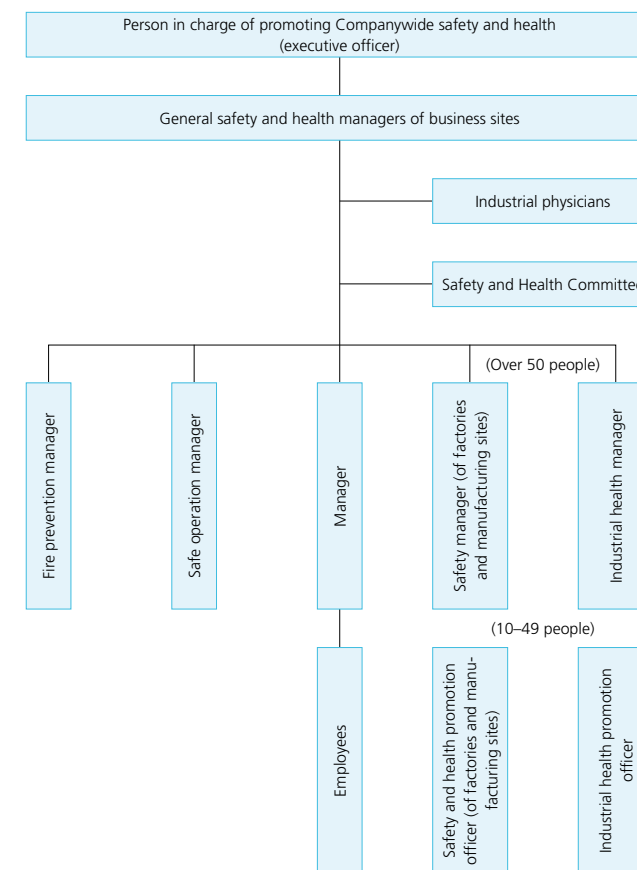 Person in charge of promoting Companywide safety and health
(executive officer)
General safety and health managers of business sites
Industrial physicians
Safety and Health Committee
(Over 50 people)
Fire prevention manager
Safe operation manager
Manager
Safety manager (of factories
and manufacturing sites)
Industrial health manager
(10–49 people)
Employees
Safety and health promotion
officer (of factories and manu-
facturing sites)
Industrial health promotion
officer